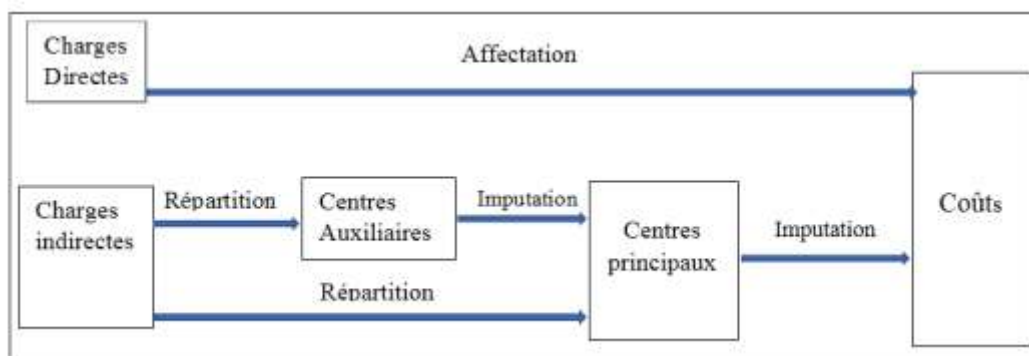 Charges
Directes
Affectation
Charges
indirectes
Répartition
Centres
Auxiliaires
Imputation
Centres
principaux
Imputation
Coûts
Répartition